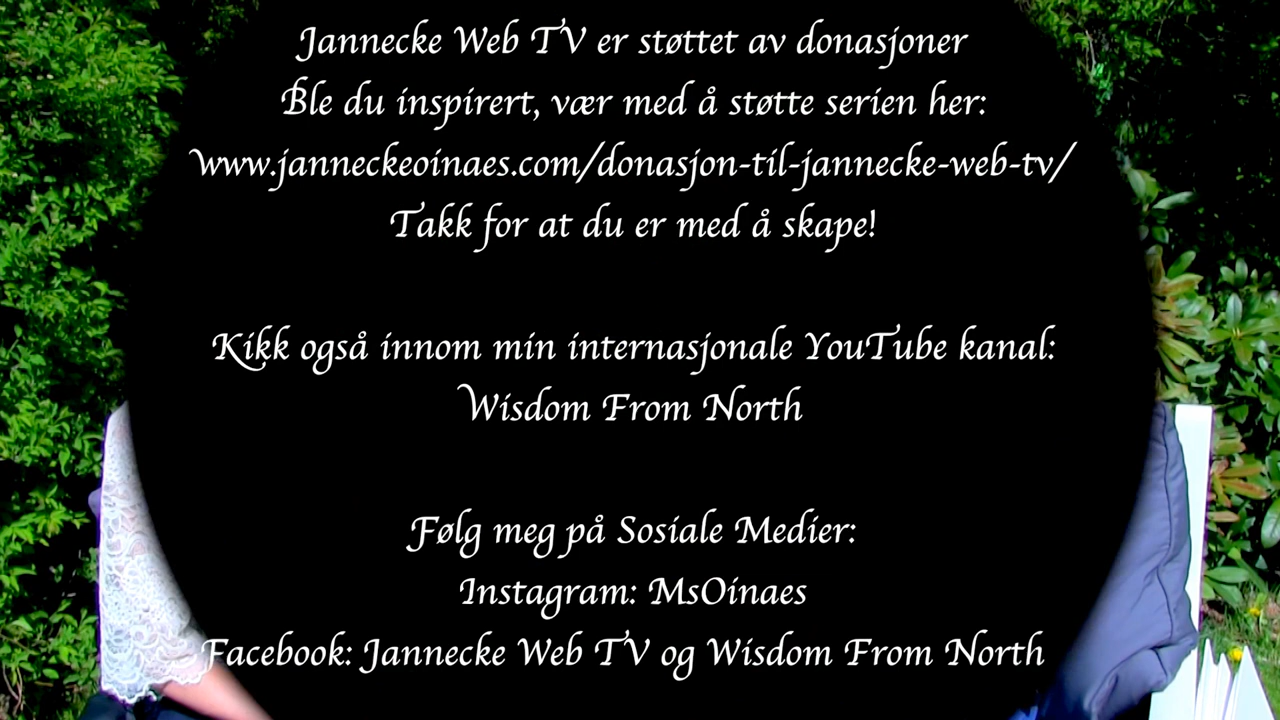 Jannecke Web TV er støttet av donasjoner
Ble du inspirert, vær med å støtte serien her:
www.janneckeoinaes.com/donasjon-til-jannecke-web-tv/
Takk for at du er med å skape!
Kikk også innom min internasjonale YouTube kanal:
Wisdom From North
Følg meg på Sosiale Medier:
Instagram: MsOinaes
Facebook: Jannecke Web TV og Wisdom From North